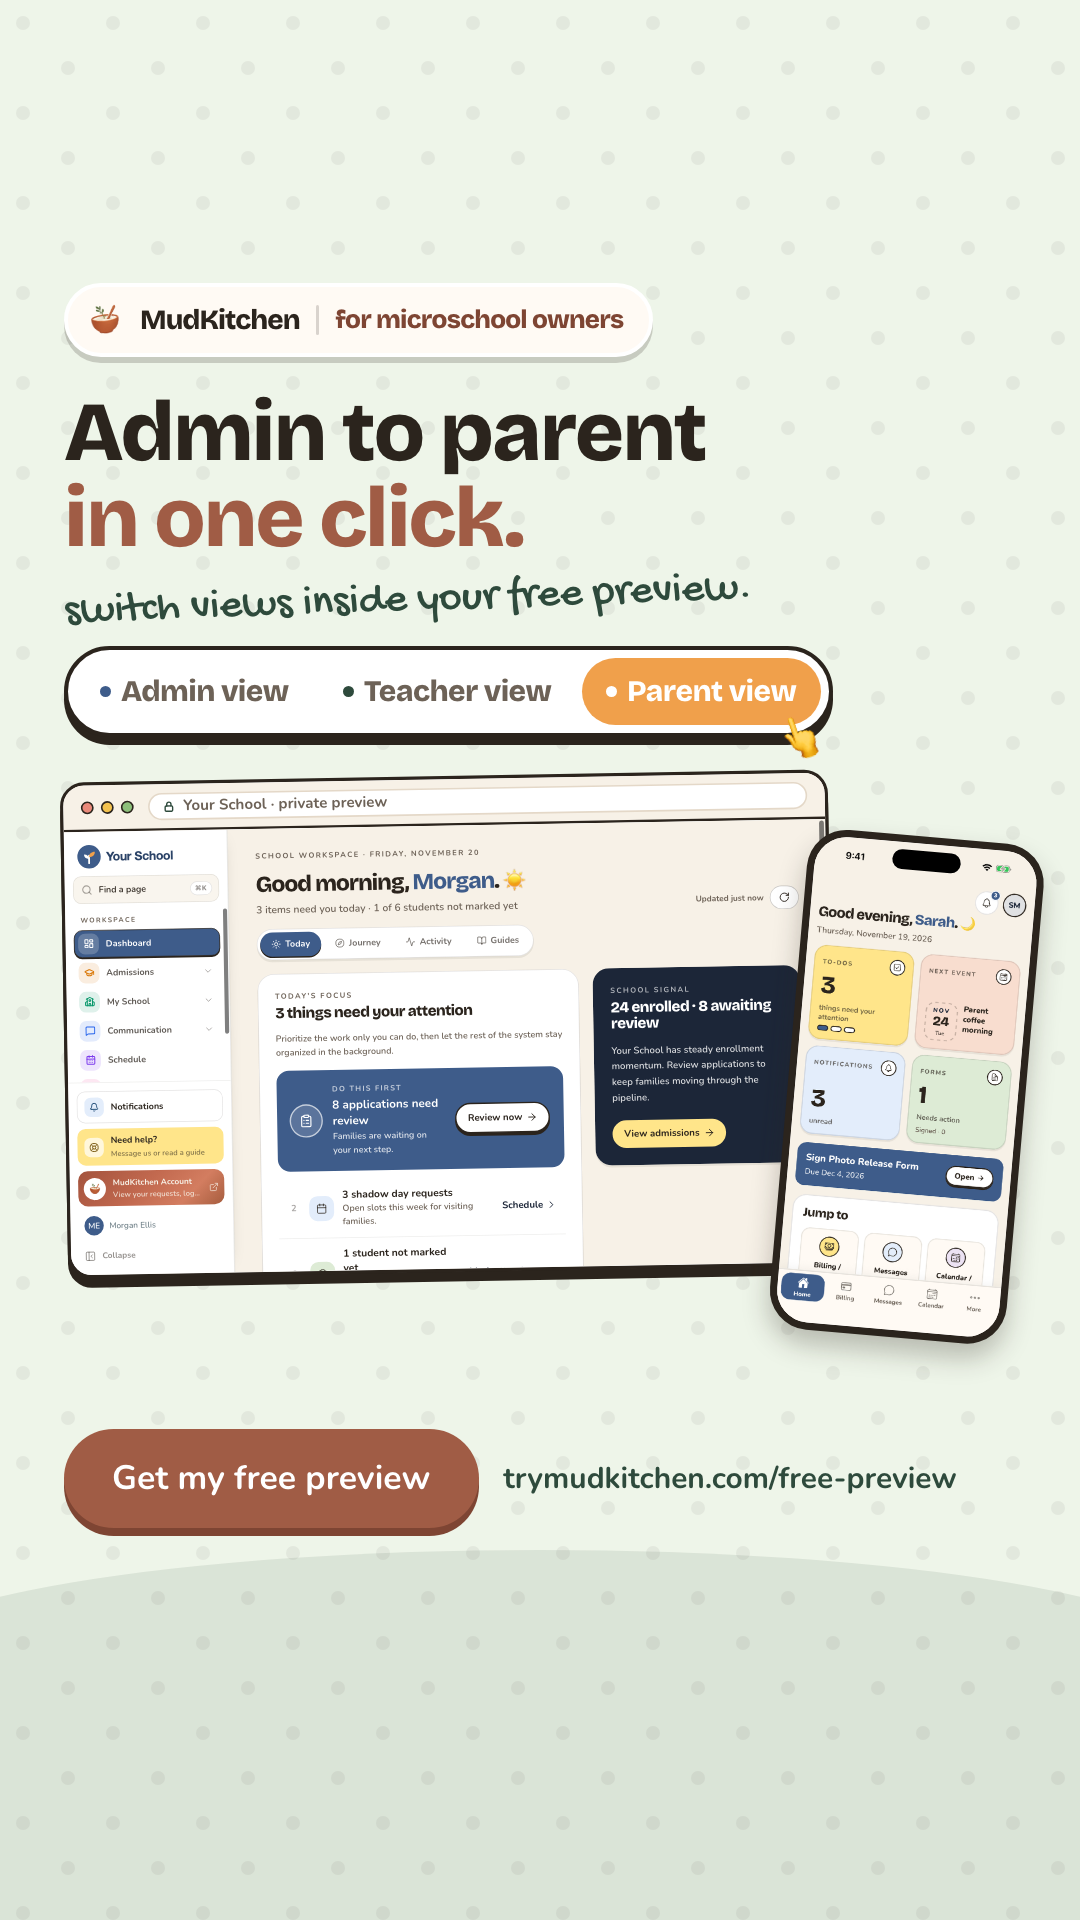 MudKitchen | for microschool owners
Admin to parent
in one click.
switch views inside your free preview.
Admin view
Teacher view
Parent view
Your School · private preview
Your School
Find a page
⌘K
WORKSPACE
Dashboard
Admissions
My School
Communication
Schedule
Notifications
Need help?
Message us or read a guide
MudKitchen Account
View your requests, log...
ME
Morgan Ellis
Collapse
SCHOOL WORKSPACE · FRIDAY, NOVEMBER 20
Good morning, Morgan. ☀️
3 items need you today · 1 of 6 students not marked yet
Updated just now
Today
Journey
Activity
Guides
TODAY'S FOCUS
3 things need your attention
Prioritize the work only you can do, then let the rest of the system stay
organized in the background.
DO THIS FIRST
8 applications need
review
Families are waiting on
your next step.
Review now →
2
3 shadow day requests
Open slots this week for visiting
families.
Schedule
1 student not marked
yet
SCHOOL SIGNAL
24 enrolled · 8 awaiting
review
Your School has steady enrollment
momentum. Review applications to
keep families moving through the
pipeline.
View admissions →
9:41
3
SM
Good evening, Sarah. 🌙
Thursday, November 19, 2026
TO-DOS
3
things need your
attention
NEXT EVENT
NOV
24
Tue
Parent
coffee
morning
NOTIFICATIONS
3
unread
FORMS
1
Needs action
Signed · 0
Sign Photo Release Form
Due Dec 4, 2026
Open →
Jump to
Billing /
Messages
Calendar /
Home
Billing
Messages
Calendar
More
Get my free preview
trymudkitchen.com/free-preview